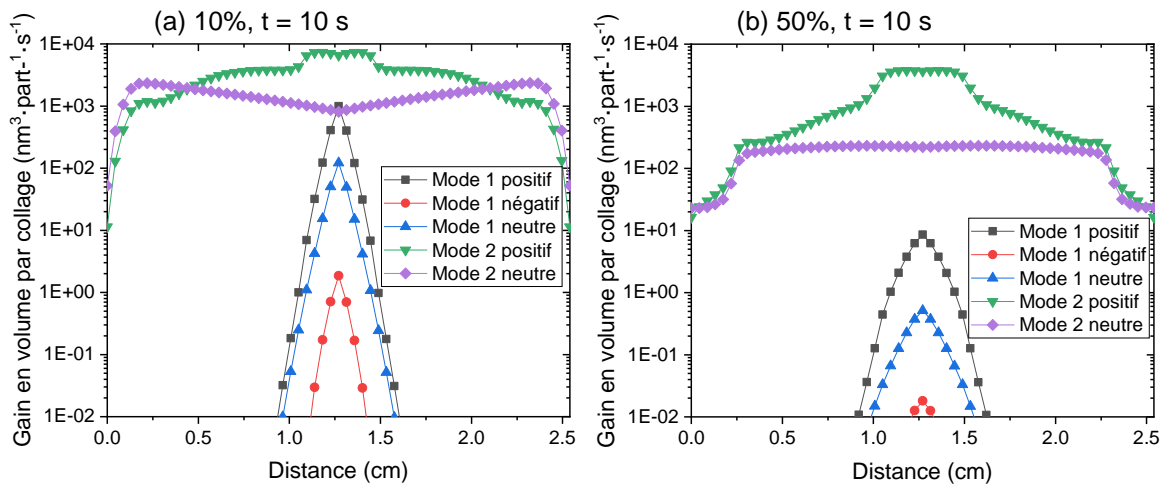 (a) 10%, t = 10 s
Gain en volume par collage (nm³·part-¹·s⁻¹)
1E+04
1E+03
1E+02
1E+01
1E+00
1E-01
1E-02
Mode 1 positif
Mode 1 négatif
Mode 1 neutre
Mode 2 positif
Mode 2 neutre
0.0
0.5
1.0
1.5
2.0
2.5
Distance (cm)
(b) 50%, t = 10 s
Gain en volume par collage (nm³·part-¹·s⁻¹)
1E+04
1E+03
1E+02
1E+01
1E+00
1E-01
1E-02
Mode 1 positif
Mode 1 négatif
Mode 1 neutre
Mode 2 positif
Mode 2 neutre
0.0
0.5
1.0
1.5
2.0
2.5
Distance (cm)